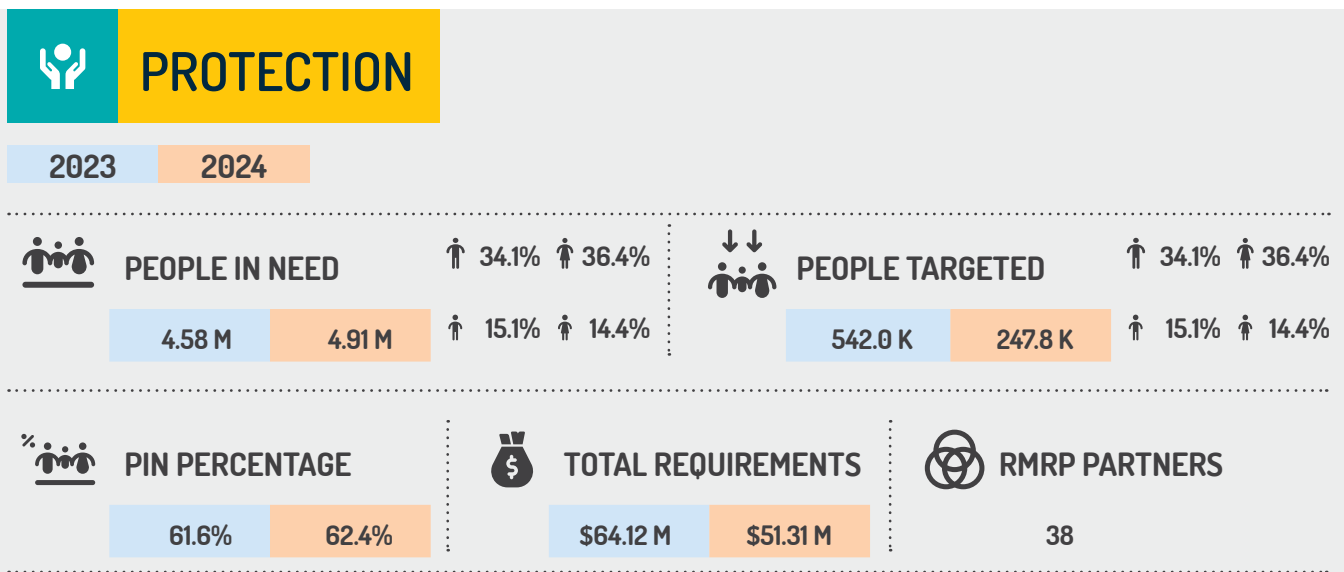 PROTECTION
2023 2024
PEOPLE IN NEED
34.1% 36.4%
4.58 M 4.91 M
15.1% 14.4%
PEOPLE TARGETED
34.1% 36.4%
542.0 K 247.8 K
15.1% 14.4%
%
PIN PERCENTAGE
61.6% 62.4%
$
TOTAL REQUIREMENTS
$64.12 M $51.31 M
RMRP PARTNERS
38